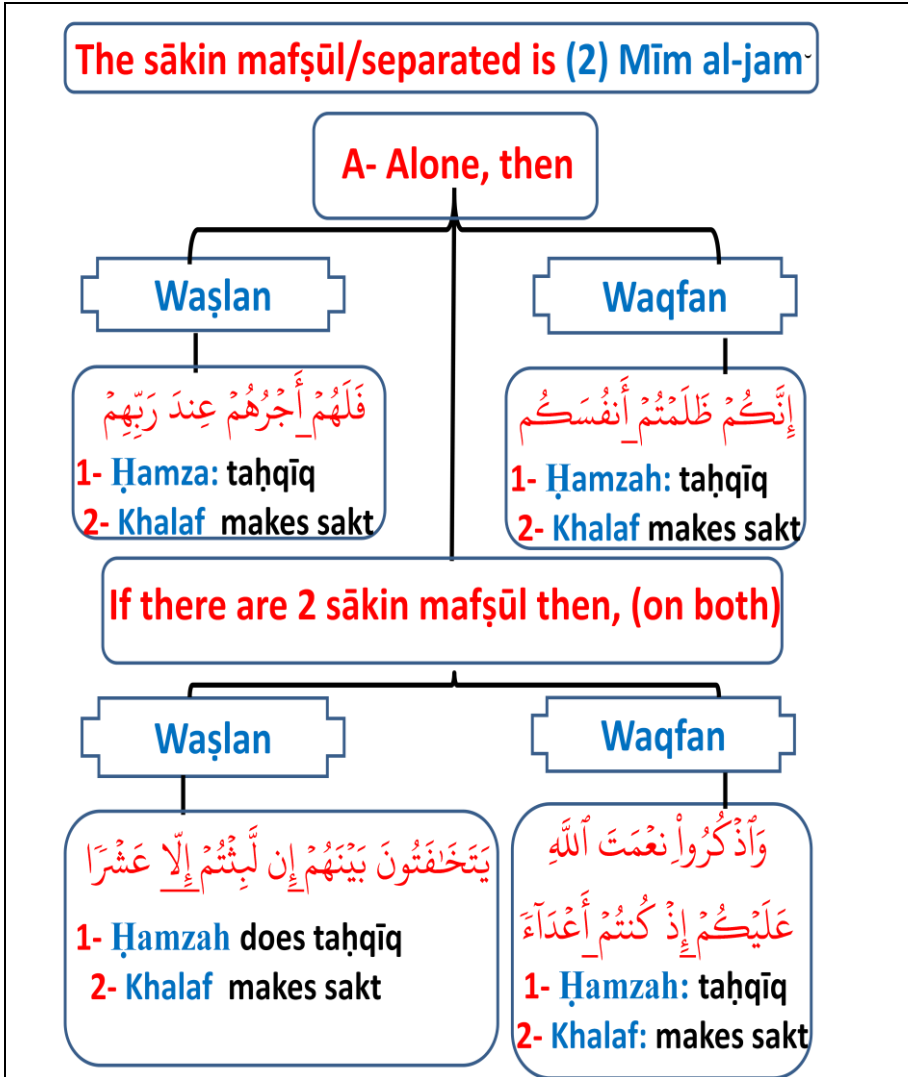 The sākin mafṣūl/separated is (2) Mīm al-jamˇ
A- Alone, then
Waṣlan
Waqfan
فَلَهُمۡ أَجۡرُهُمۡ عِندَ رَبِّهِمۡ
1- Ḥamza: taḥqīq
2- Khalaf makes sakt
إِنَّكُمۡ ظَلَمۡتُمۡ أَنفُسَكُم
1- Ḥamzah: taḥqīq
2- Khalaf makes sakt
If there are 2 sākin mafṣūl then, (on both)
Waṣlan
Waqfan
يَتَخَٰفَتُونَ بَيۡنَهُمۡ إِن لَّبِثۡتُمۡ إِلَّا عَشۡرٗا
1- Ḥamzah does taḥqīq
2- Khalaf makes sakt
وَٱذۡكُرُواْ نِعۡمَتَ ٱللَّهِ
عَلَيۡكُمۡ إِذۡ كُنتُمۡ أَعۡدَآءٗ
1- Ḥamzah: taḥqīq
2- Khalaf: makes sakt